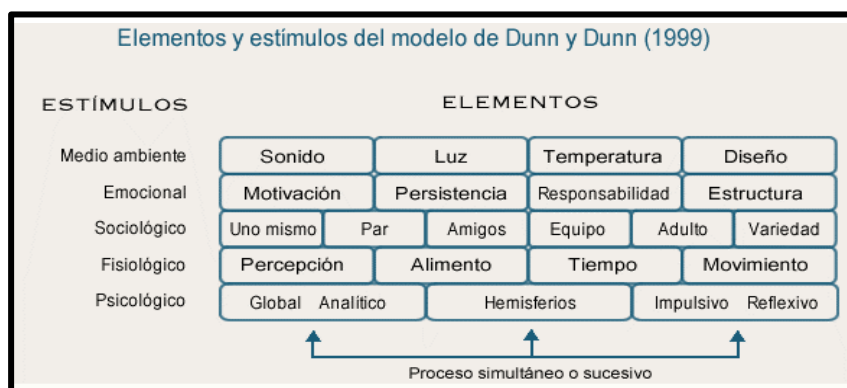 Elementos y estímulos del modelo de Dunn y Dunn (1999)
ESTÍMULOS ELEMENTOS
Medio ambiente Sonido Luz Temperatura Diseño
Emocional Motivación Persistencia Responsabilidad Estructura
Sociológico Uno mismo Par Amigos Equipo Adulto Variedad
Fisiológico Percepción Alimento Tiempo Movimiento
Psicológico Global Analítico Hemisferios Impulsivo Reflexivo
Proceso simultáneo o sucesivo